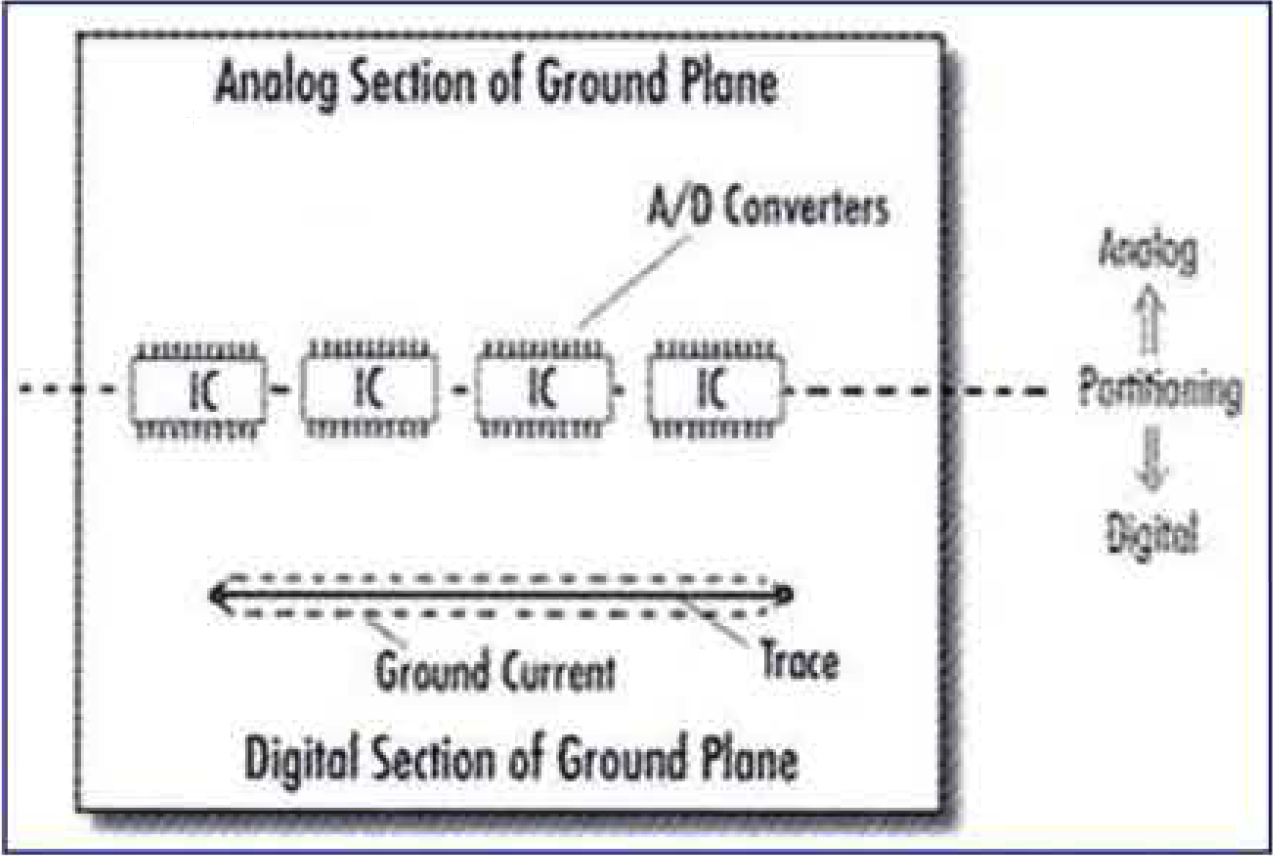 Analog Section of Ground Plane
A/D Converters
Analog
IC IC IC IC
Partitioning
Digital
Ground Current
Trace
Digital Section of Ground Plane